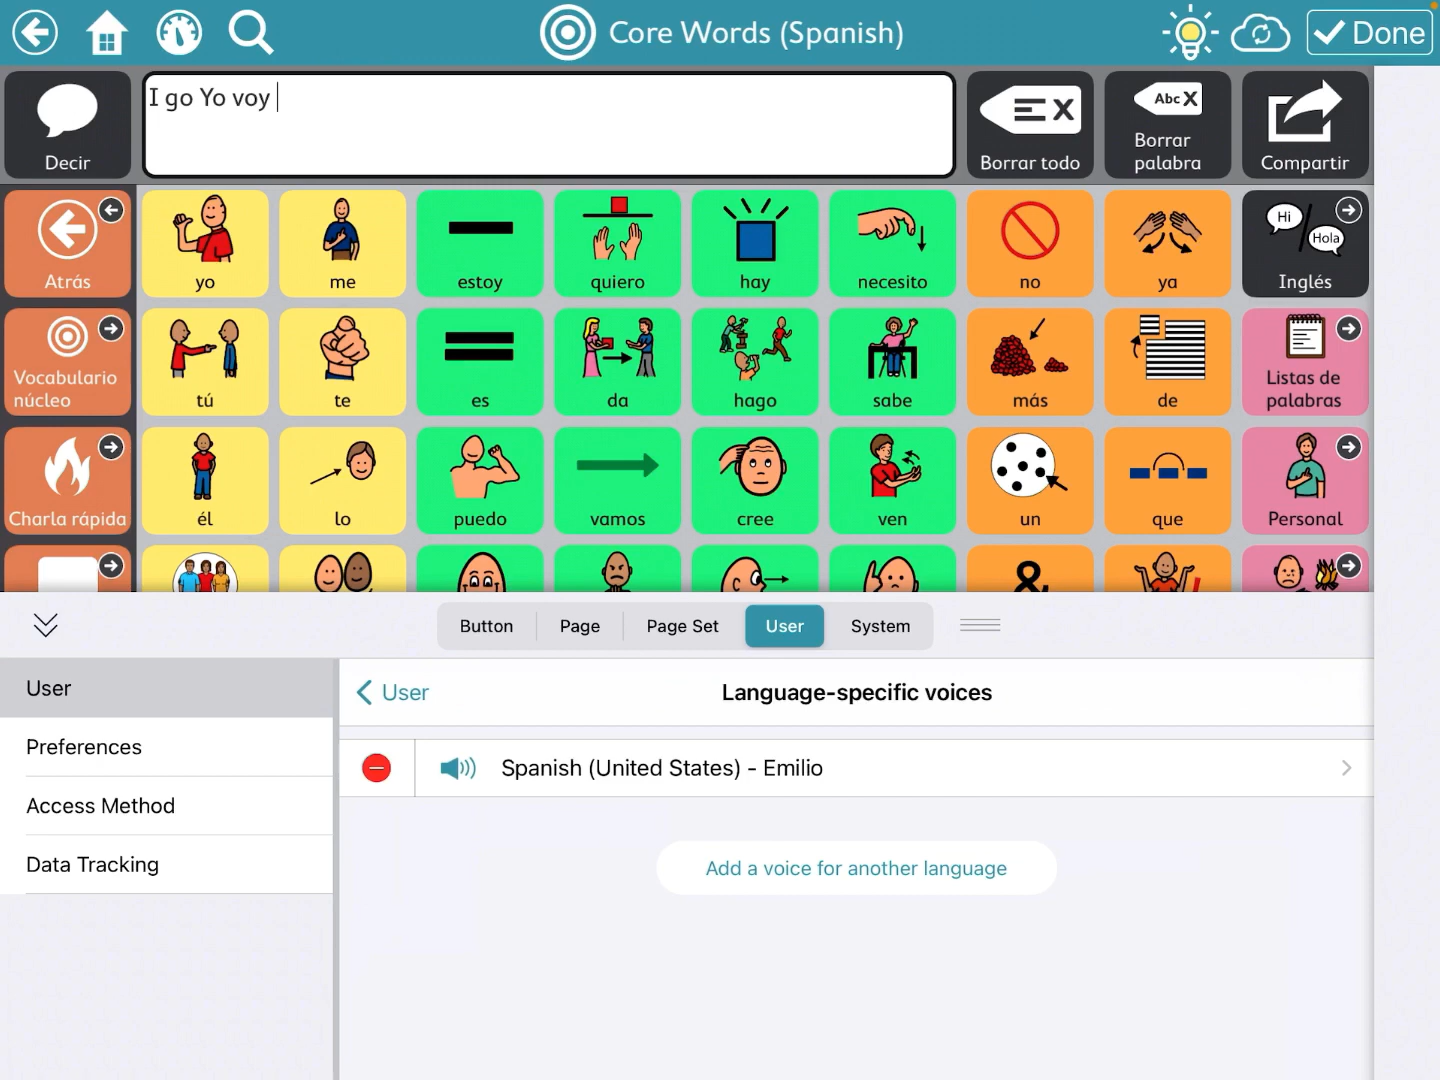 Core Words (Spanish)
Done
Decir
I go Yo voy
Borrar todo
Abc X
Borrar
palabra
Compartir
Atrás
yo
me
estoy
quiero
hay
necesito
no
ya
Hi
Hola
Inglés
Vocabulario
núcleo
tú
te
es
da
hago
sabe
más
de
Listas de
palabras
Charla rápida
él
lo
puedo
vamos
cree
ven
un
que
Personal
&
Button
Page
Page Set
User
System
User
Preferences
Access Method
Data Tracking
User
Language-specific voices
Spanish (United States) - Emilio
Add a voice for another language